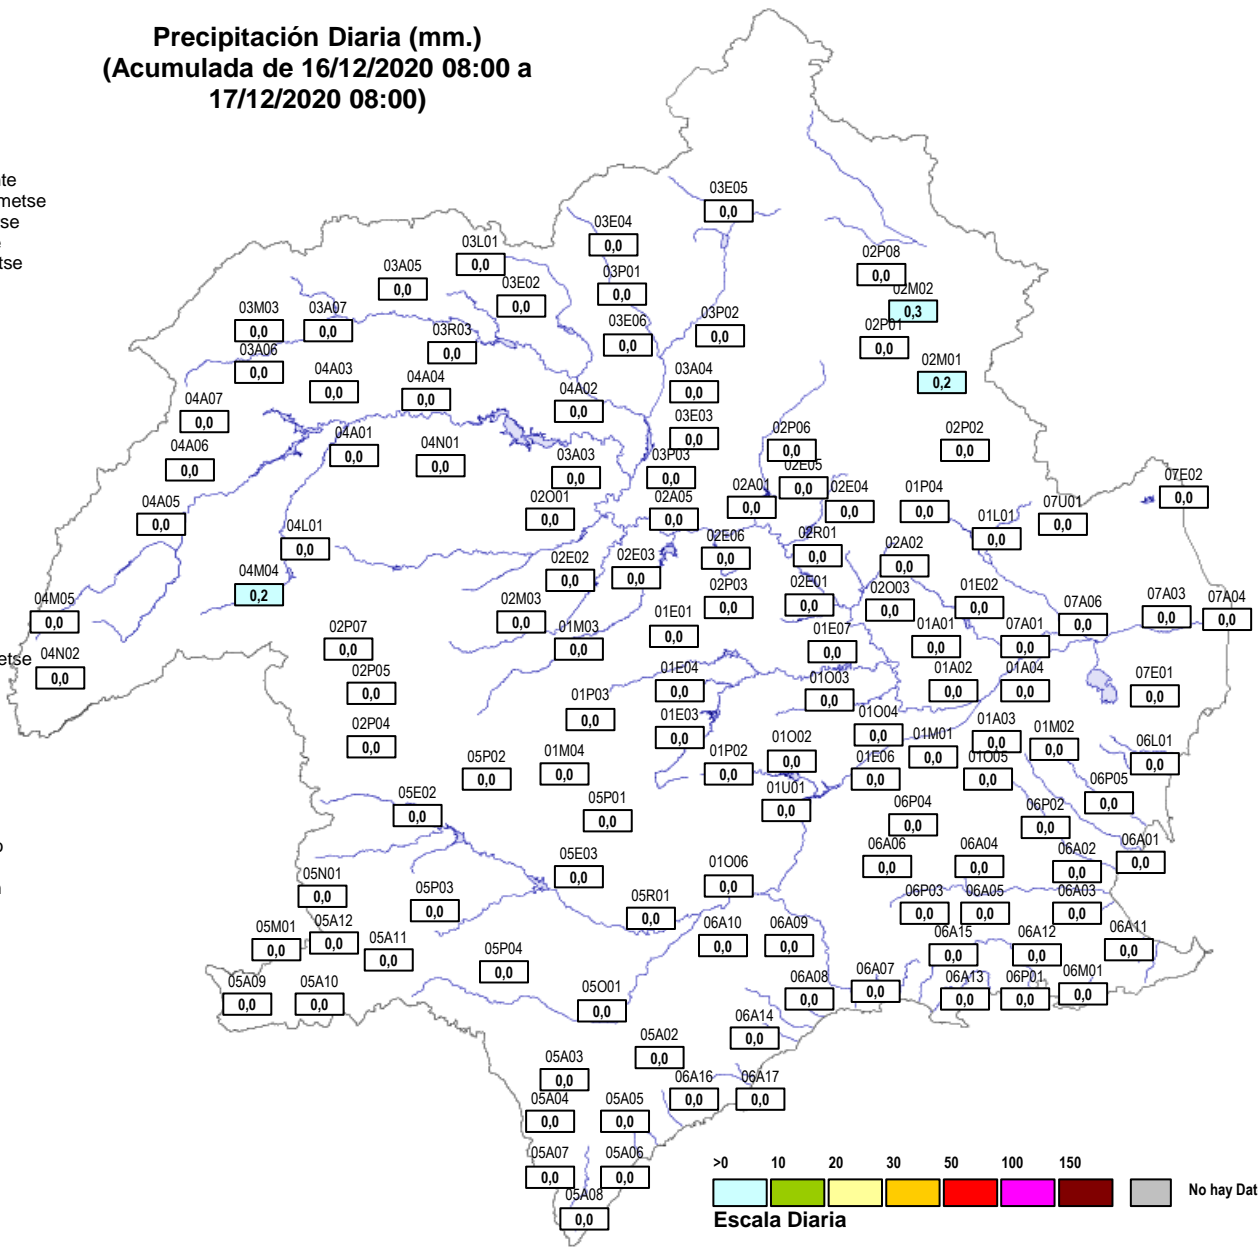 Precipitación Diaria (mm.)
(Acumulada de 16/12/2020 08:00 a
17/12/2020 08:00)
te
metse
se
e
tse
etse
o
n
03E05
0,0
03E04
0,0
03L01
0,0
02P08
0,0
03A05
0,0
03P01
0,0
03E02
0,0
02M02
0,3
03M03
0,0
03A07
0,0
03P02
0,0
03E06
0,0
03R03
0,0
02P01
0,0
03A06
0,0
02M01
0,2
04A03
0,0
04A04
0,0
03A04
0,0
04A02
0,0
04A07
0,0
03E03
0,0
04A01
0,0
02P06
0,0
02P02
0,0
04N01
0,0
04A06
0,0
03A03
0,0
03P03
0,0
02E05
0,0
07E02
0,0
02A01
0,0
02E04
0,0
01P04
0,0
04A05
0,0
02O01
0,0
02A05
0,0
07U01
0,0
01L01
0,0
04L01
0,0
02E06
0,0
02R01
0,0
02A02
0,0
02E02
0,0
02E03
0,0
04M04
0,2
02P03
0,0
02E01
0,0
02O03
0,0
01E02
0,0
04M05
0,0
02M03
0,0
07A06
0,0
07A03
0,0
07A04
0,0
01E01
0,0
02P07
0,0
01M03
0,0
01E07
0,0
01A01
0,0
07A01
0,0
04N02
0,0
02P05
0,0
01E04
0,0
01O03
0,0
01A02
0,0
01A04
0,0
07E01
0,0
01P03
0,0
02P04
0,0
01E03
0,0
01O04
0,0
01A03
0,0
01M02
0,0
01M01
0,0
05P02
0,0
01M04
0,0
01P02
0,0
01O02
0,0
01E06
0,0
01O05
0,0
06L01
0,0
05E02
0,0
05P01
0,0
01U01
0,0
06P05
0,0
06P04
0,0
06P02
0,0
05E03
0,0
06A06
0,0
06A04
0,0
06A02
0,0
06A01
0,0
05N01
0,0
05P03
0,0
01O06
0,0
05R01
0,0
06P03
0,0
06A05
0,0
06A03
0,0
05M01
0,0
05A12
0,0
05A11
0,0
05P04
0,0
06A10
0,0
06A09
0,0
06A15
0,0
06A12
0,0
06A11
0,0
05A09
0,0
05A10
0,0
05O01
0,0
06A08
0,0
06A07
0,0
06A13
0,0
06P01
0,0
06M01
0,0
06A14
0,0
05A02
0,0
05A03
0,0
06A16
0,0
06A17
0,0
05A04
0,0
05A05
0,0
05A07
0,0
05A06
0,0
05A08
0,0
>0 10 20 30 50 100 150
No hay Dat
Escala Diaria